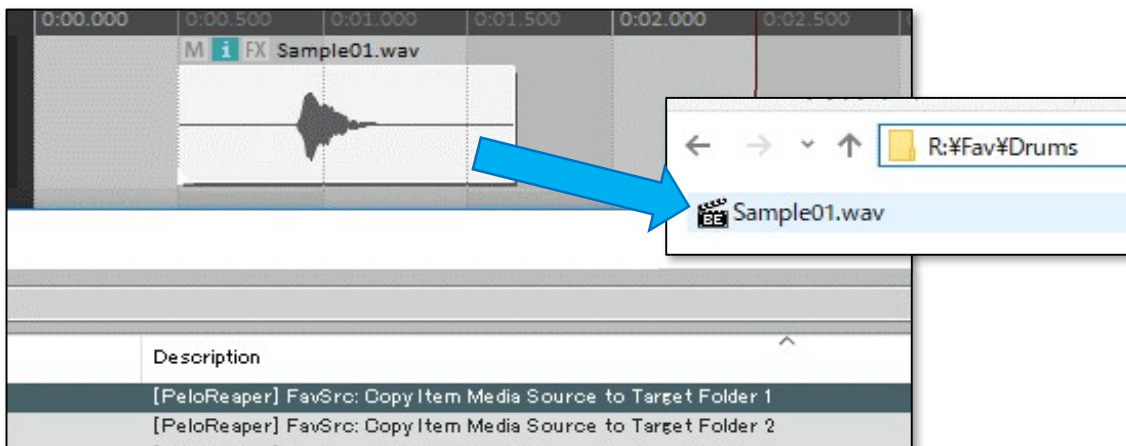 0:00.000 0:00.500 0:01.000 0:01.500 0:02.000 0:02.500
M i FX Sample01.wav
R:¥Fav¥Drums
BE Sample01.wav
Description
[PeloReaper] FavSrc: Copy Item Media Source to Target Folder 1
[PeloReaper] FavSrc: Copy Item Media Source to Target Folder 2